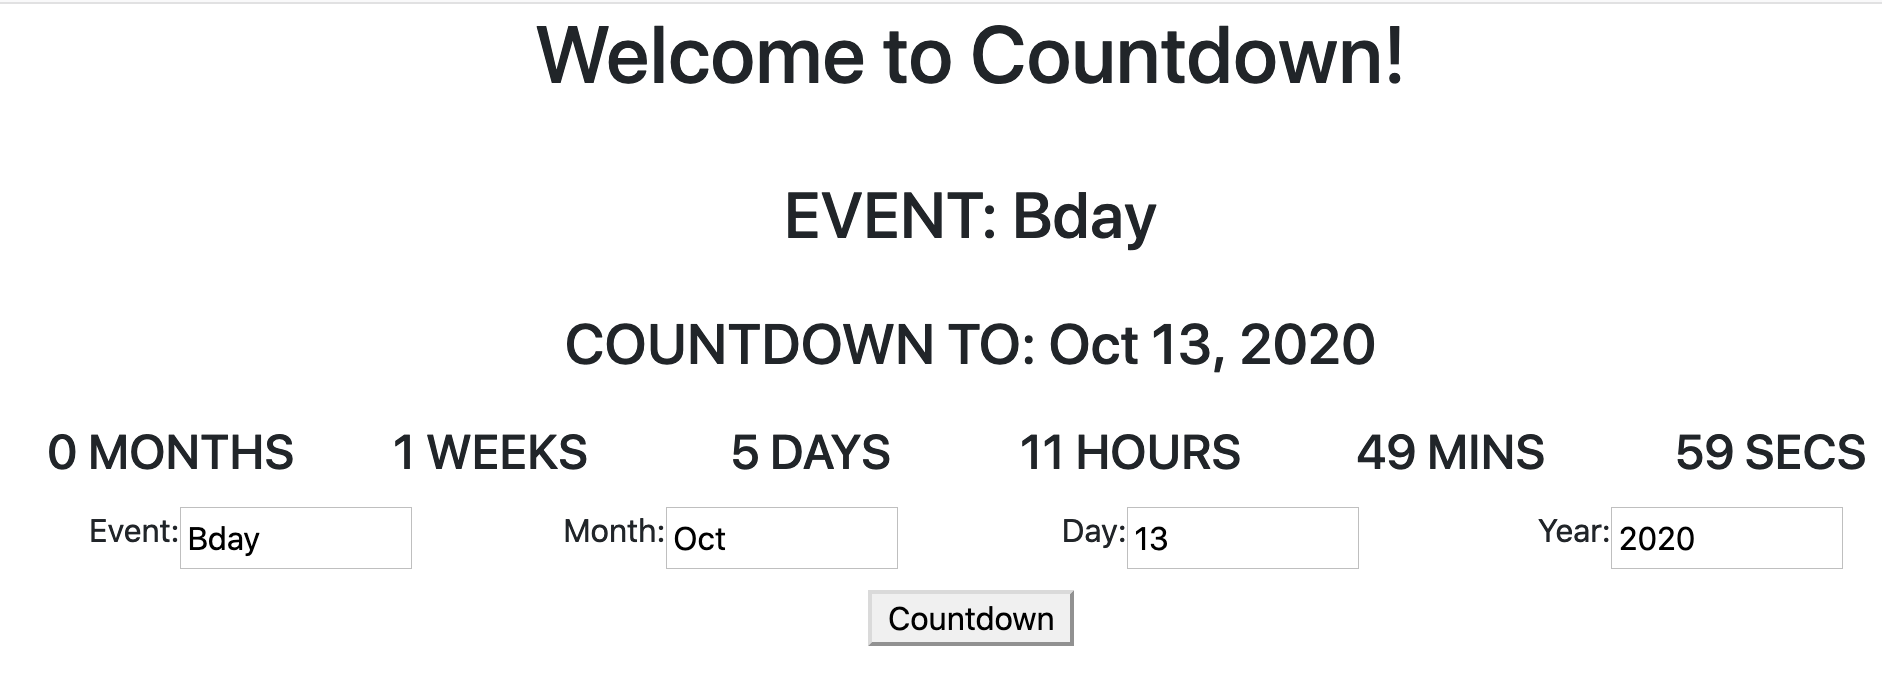 Welcome to Countdown!
EVENT: Bday
COUNTDOWN TO: Oct 13, 2020
0 MONTHS 1 WEEKS 5 DAYS 11 HOURS 49 MINS 59 SECS
Event: Bday Month: Oct Day: 13 Year: 2020
Countdown